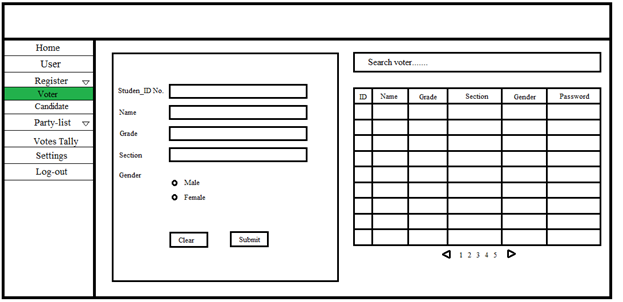 Home
User
Register
Voter
Candidate
Party-list
Votes Tally
Settings
Log-out
Studen_ID No.
Name
Grade
Section
Gender
Male
Female
Clear Submit
Search voter.......
ID Name Grade Section Gender Password
1 2 3 4 5